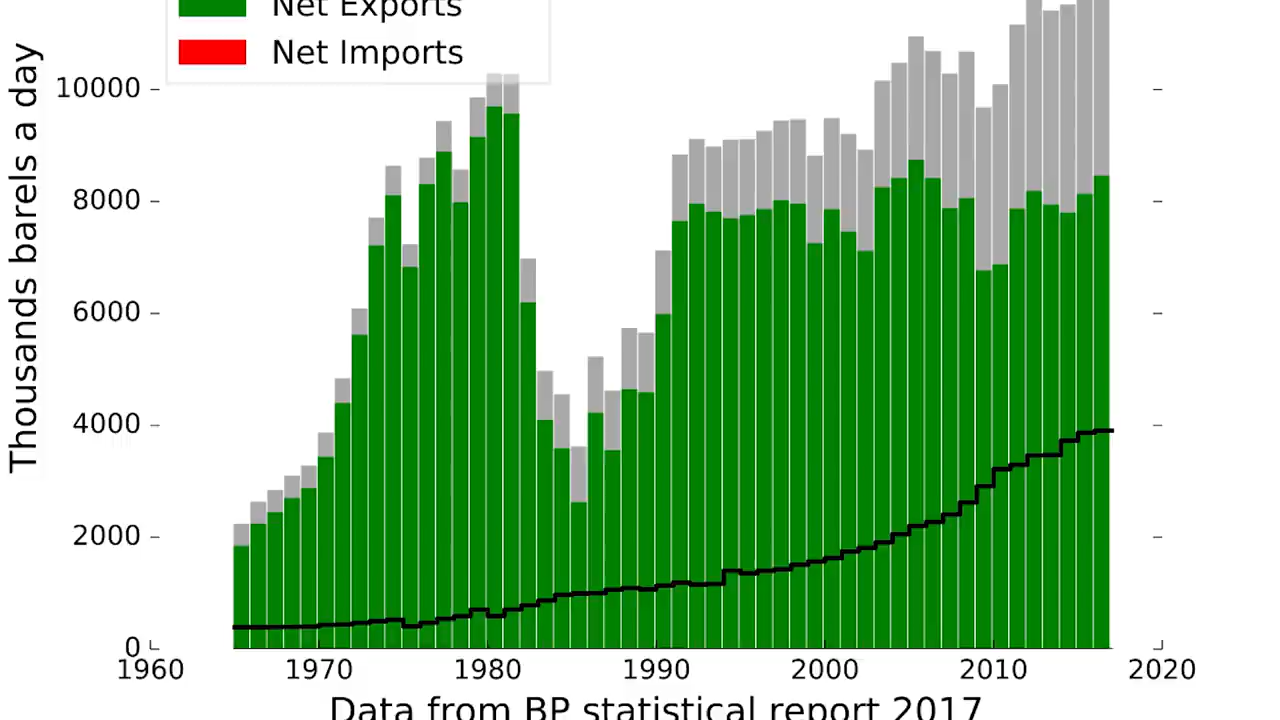 Net Exports
Net Imports
Thousands barels a day
10000
8000
6000
4000
2000
0
1960 1970 1980 1990 2000 2010 2020
Data from BP statistical report 2017